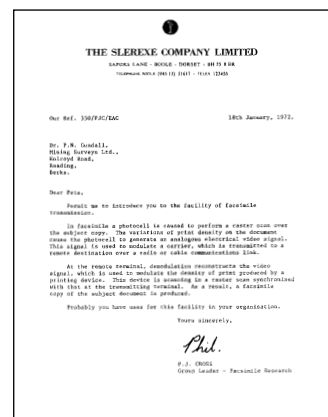 THE SLEREXE COMPANY LIMITED
SAPORS LANE - BOOLE - DORSET - BH 25 8 ER
TELEPHONE BOOLE (945 13) 51617 - TELEX 123456
Our Ref. 350/PJC/EAC 18th January, 1972.
Dr. P.N. Cundall,
Mining Surveys Ltd.,
Holroyd Road,
Reading,
Berks.
Dear Pete,
Permit me to introduce you to the facility of facsimile
transmission.
In facsimile a photocell is caused to perform a raster scan over
the subject copy. The variations of print density on the document
cause the photocell to generate an analogous electrical video signal.
This signal is used to modulate a carrier, which is transmitted to a
remote destination over a radio or cable communications link.
At the remote terminal, demodulation reconstructs the video
signal, which is used to modulate the density of print produced by a
printing device. This device is scanning in a raster scan synchronised
with that at the transmitting terminal. As a result, a facsimile
copy of the subject document is produced.
Probably you have uses for this facility in your organisation.
Yours sincerely,
Phil.
P.J. CROSS
Group Leader - Facsimile Research